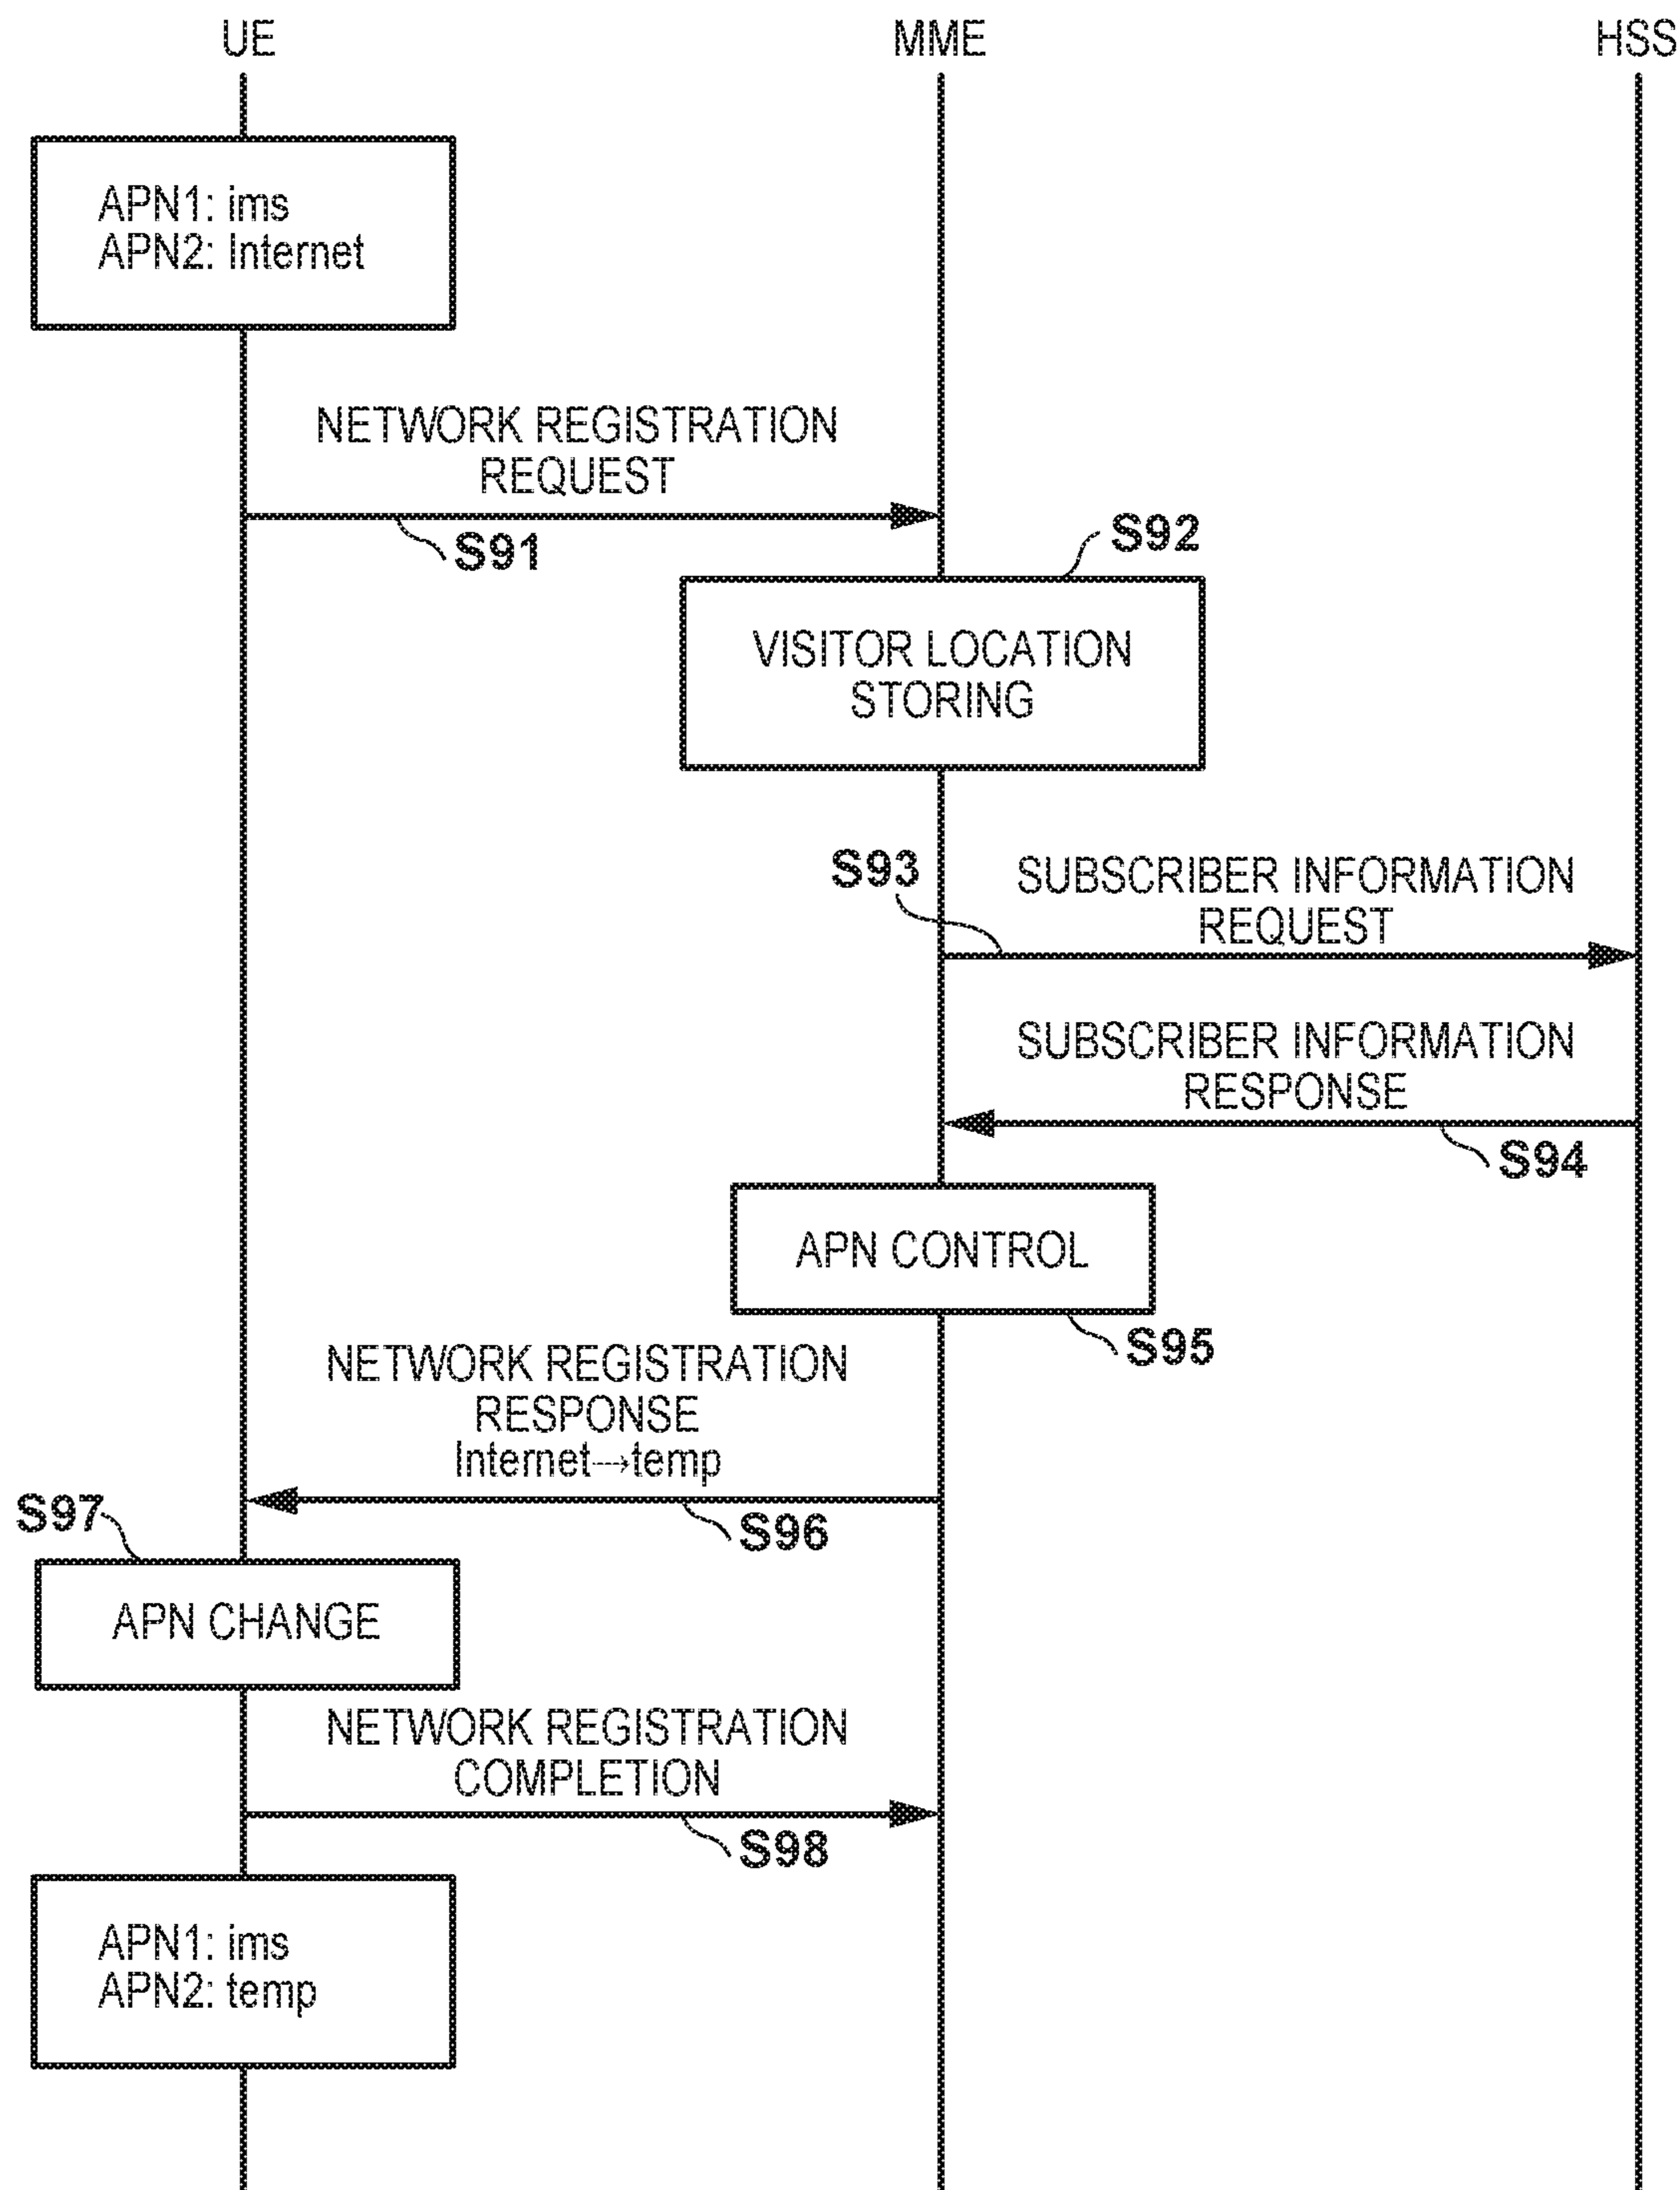 UE
MME
HSS
APN1: ims
APN2: Internet
NETWORK REGISTRATION
REQUEST
S91
S92
VISITOR LOCATION
STORING
S93
SUBSCRIBER INFORMATION
REQUEST
SUBSCRIBER INFORMATION
RESPONSE
S94
APN CONTROL
S95
NETWORK REGISTRATION
RESPONSE
Internet→temp
S96
S97
APN CHANGE
NETWORK REGISTRATION
COMPLETION
S98
APN1: ims
APN2: temp